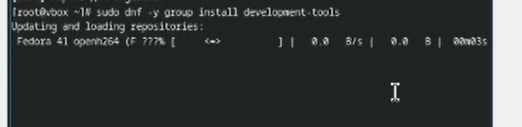 [root@vbox ~]# sudo dnf -y group install development-tools
Updating and loading repositories:
Fedora 41 openh264 (F ???% [ <=> ] | 0.0 B/s | 0.0 B | 00m03s